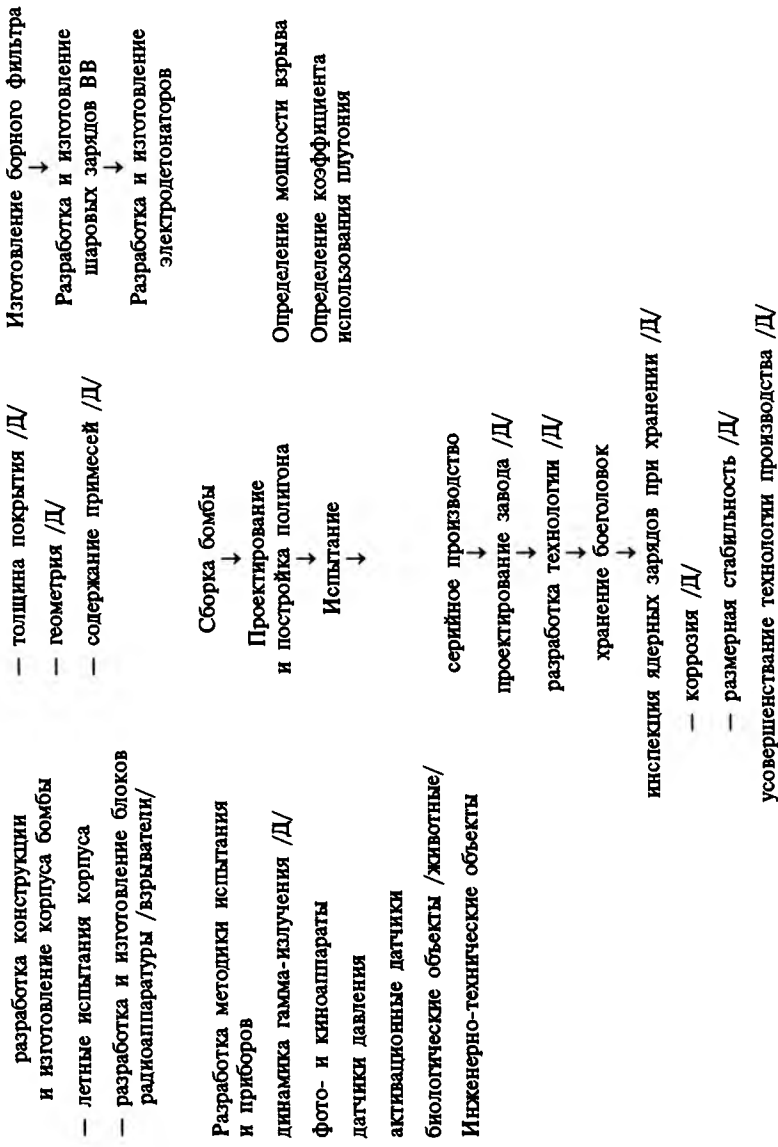 разработка конструкции
и изготовление корпуса бомбы
— летные испытания корпуса
— разработка и изготовление блоков
радиоаппаратуры /взрыватели/
— толщина покрытия /Д/
— геометрия /Д/
— содержание примесей /Д/
Изготовление борного фильтра
↓
Разработка и изготовление
шаровых зарядов ВВ
↓
Разработка и изготовление
электродетонаторов
Разработка методики испытания
и приборов
динамика гамма-излучения /Д/
фото- и киноаппараты
датчики давления
активационные датчики
биологические объекты /животные/
Инженерно-технические объекты
Сборка бомбы
↓
Проектирование
и постройка полигона
↓
Испытание
↓
Определение мощности взрыва
Определение коэффициента
использования плутония
серийное производство
↓
проектирование завода /Д/
↓
разработка технологии /Д/
↓
хранение боеголовок
↓
инспекция ядерных зарядов при хранении /Д/
— коррозия /Д/
— размерная стабильность /Д/
усовершенствание технологии производства /Д/